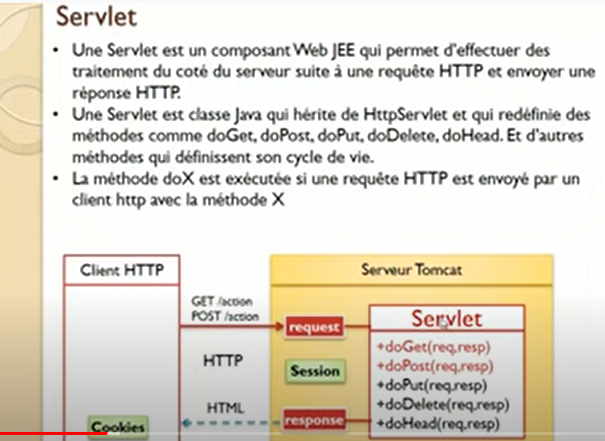 Servlet
• Une Servlet est un composant Web JEE qui permet d'effectuer des
traitement du coté du serveur suite à une requête HTTP et envoyer une
réponse HTTP.
• Une Servlet est classe Java qui hérite de HttpServlet et qui redéfinie des
méthodes comme doGet, doPost, doPut, doDelete, doHead. Et d'autres
méthodes qui définissent son cycle de vie.
• La méthode doX est exécutée si une requête HTTP est envoyé par un
client http avec la méthode X
Client HTTP
Serveur Tomcat
GET /action
POST /action
request
Servlet
+doGet(req,resp)
+doPost(req,resp)
+doPut(req,resp)
+doDelete(req,resp)
+doHead(req,resp)
HTTP
Session
HTML
response
Cookies